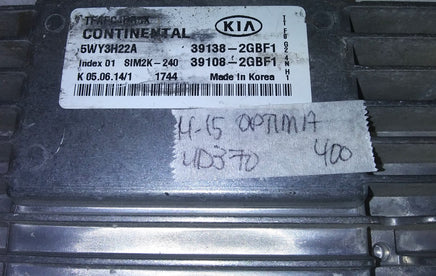 CONTINENTAL
KIA
5WY3H22A 39138-2GBF1
Index 01 SIM2K-240 39108-2GBF1
K 05.06.14/1 1744 Made in Korea
11-15 OPTIMA
UD370 400